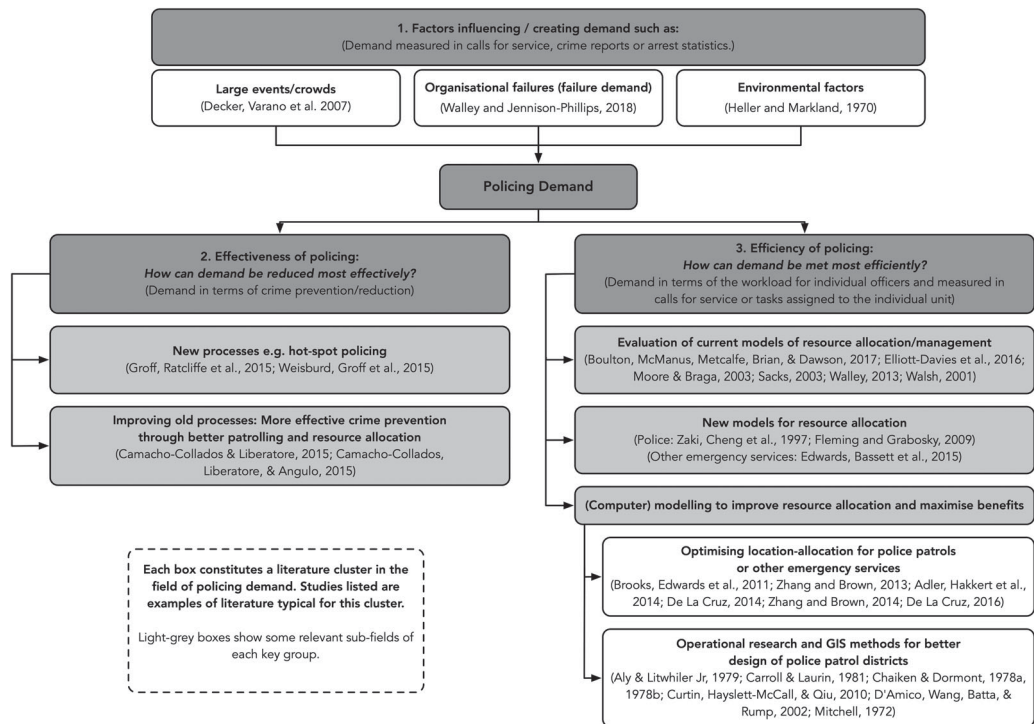 1. Factors influencing / creating demand such as:
(Demand measured in calls for service, crime reports or arrest statistics.)
Large events/crowds
(Decker, Varano et al. 2007)
Organisational failures (failure demand)
(Walley and Jennison-Phillips, 2018)
Environmental factors
(Heller and Markland, 1970)
Policing Demand
2. Effectiveness of policing:
How can demand be reduced most effectively?
(Demand in terms of crime prevention/reduction)
New processes e.g. hot-spot policing
(Groff, Ratcliffe et al., 2015; Weisburd, Groff et al., 2015)
Improving old processes: More effective crime prevention
through better patrolling and resource allocation
(Camacho-Collados & Liberatore, 2015; Camacho-Collados,
Liberatore, & Angulo, 2015)
3. Efficiency of policing:
How can demand be met most efficiently?
(Demand in terms of the workload for individual officers and measured in
calls for service or tasks assigned to the individual unit)
Evaluation of current models of resource allocation/management
(Boulton, McManus, Metcalfe, Brian, & Dawson, 2017; Elliott-Davies et al., 2016;
Moore & Braga, 2003; Sacks, 2003; Walley, 2013; Walsh, 2001)
New models for resource allocation
(Police: Zaki, Cheng et al., 1997; Fleming and Grabosky, 2009)
(Other emergency services: Edwards, Bassett et al., 2015)
(Computer) modelling to improve resource allocation and maximise benefits
Optimising location-allocation for police patrols
or other emergency services
(Brooks, Edwards et al., 2011; Zhang and Brown, 2013; Adler, Hakkert et al.,
2014; De La Cruz, 2014; Zhang and Brown, 2014; De La Cruz, 2016)
Operational research and GIS methods for better
design of police patrol districts
(Aly & Litwhiler Jr, 1979; Carroll & Laurin, 1981; Chaiken & Dormont, 1978a,
1978b; Curtin, Hayslett-McCall, & Qiu, 2010; D'Amico, Wang, Batta, &
Rump, 2002; Mitchell, 1972)
Each box constitutes a literature cluster in the
field of policing demand. Studies listed are
examples of literature typical for this cluster.
Light-grey boxes show some relevant sub-fields of
each key group.